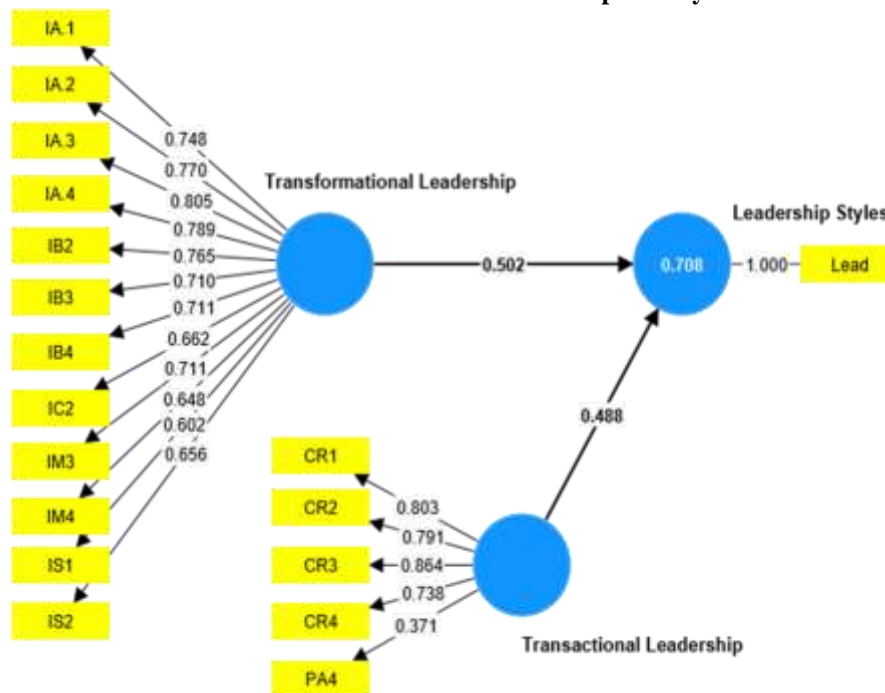 IA.1
IA.2
IA.3
IA.4
IB2
IB3
IB4
IC2
IM3
IM4
IS1
IS2
0.748
0.770
0.805
0.789
0.765
0.710
0.711
0.662
0.711
0.648
0.602
0.656
Transformational Leadership
0.502
Leadership Styles
0.708
1.000
Lead
0.488
CR1
CR2
CR3
CR4
PA4
0.803
0.791
0.864
0.738
0.371
Transactional Leadership